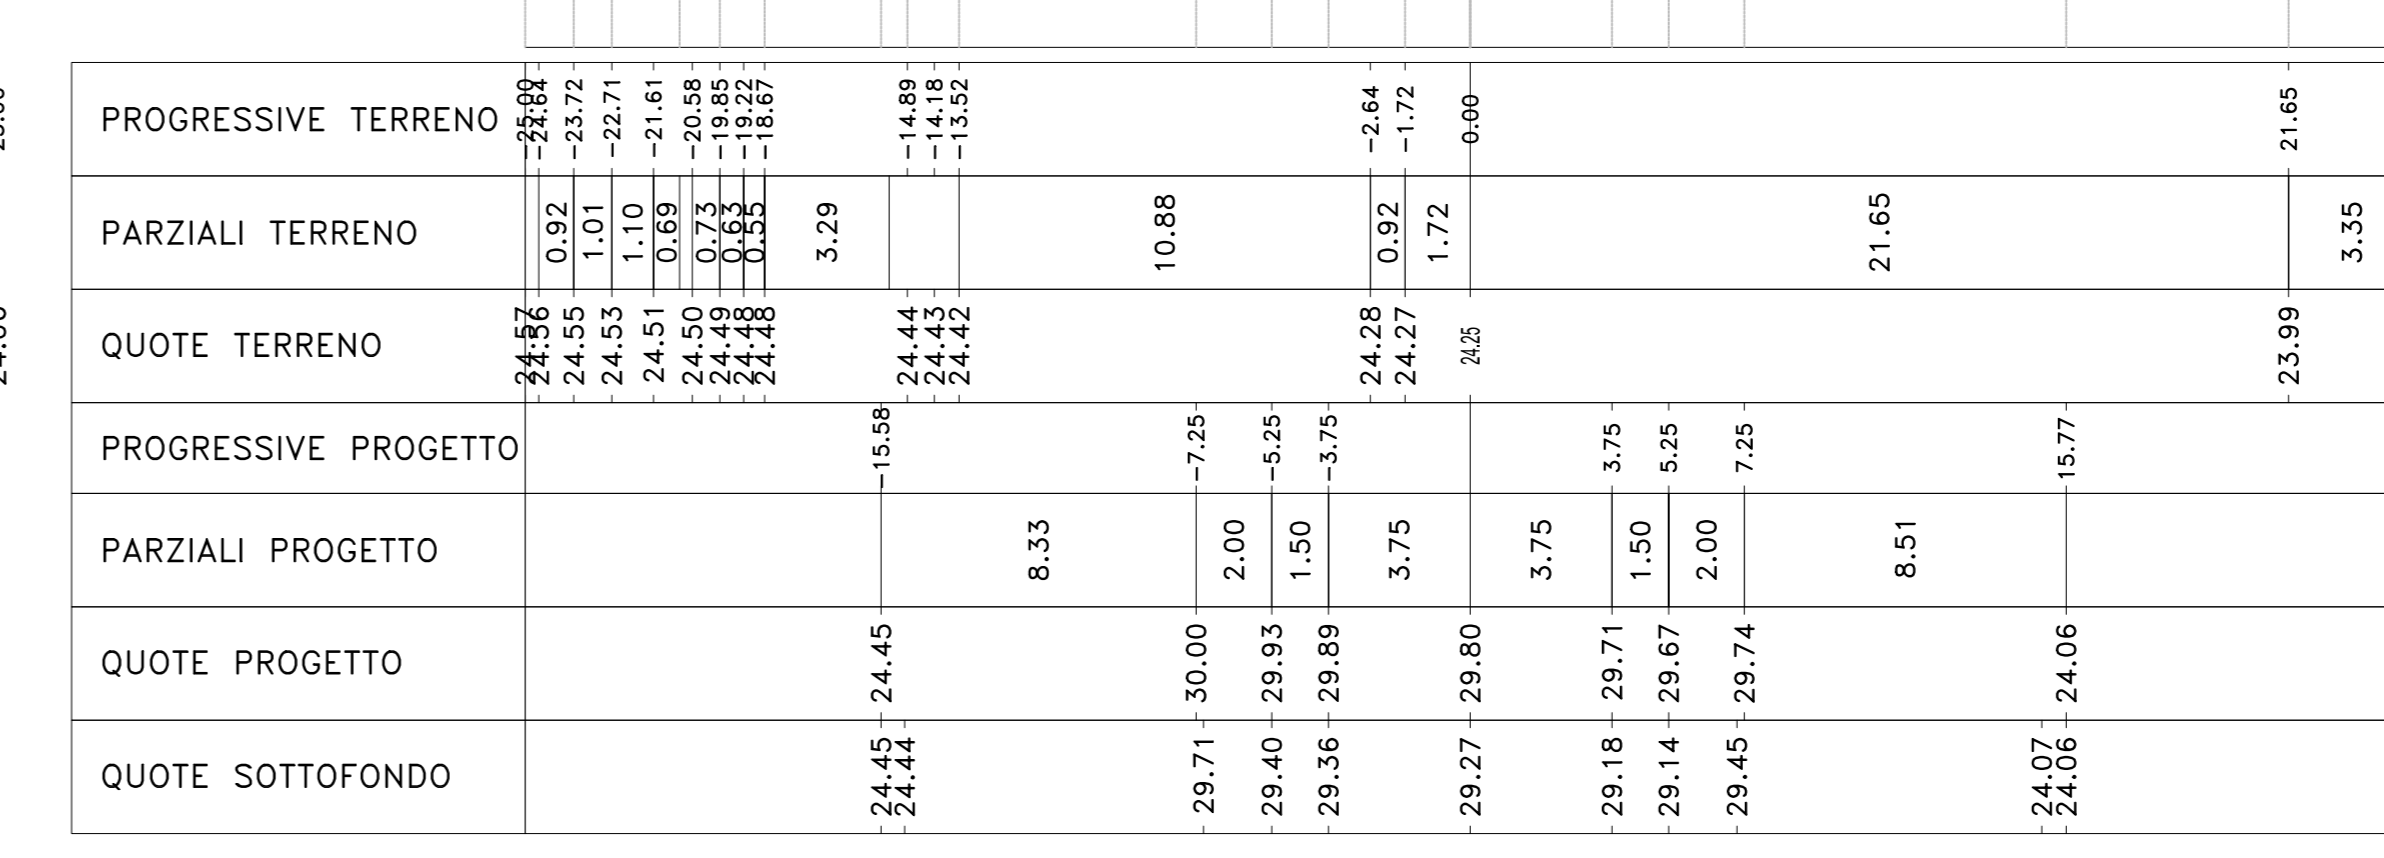 PROGRESSIVE TERRENO -25.00 -24.64 -23.72 -22.71 -21.61 -20.58 -19.85 -19.22 -18.67 -14.89 -14.18 -13.52 -2.64 -1.72 0.00 21.65
PARZIALI TERRENO 0.92 1.01 1.10 0.69 0.73 0.63 0.55 3.29 10.88 0.92 1.72 21.65 3.35
QUOTE TERRENO 24.57 24.56 24.55 24.53 24.51 24.50 24.49 24.48 24.48 24.44 24.43 24.42 24.28 24.27 24.25 23.99
PROGRESSIVE PROGETTO -15.58 -7.25 -5.25 -3.75 3.75 5.25 7.25 15.77
PARZIALI PROGETTO 8.33 2.00 1.50 3.75 3.75 1.50 2.00 8.51
QUOTE PROGETTO 24.45 30.00 29.93 29.89 29.80 29.71 29.67 29.74 24.06
QUOTE SOTTOFONDO 24.45 24.44 29.71 29.40 29.36 29.27 29.18 29.14 29.45 24.07 24.06